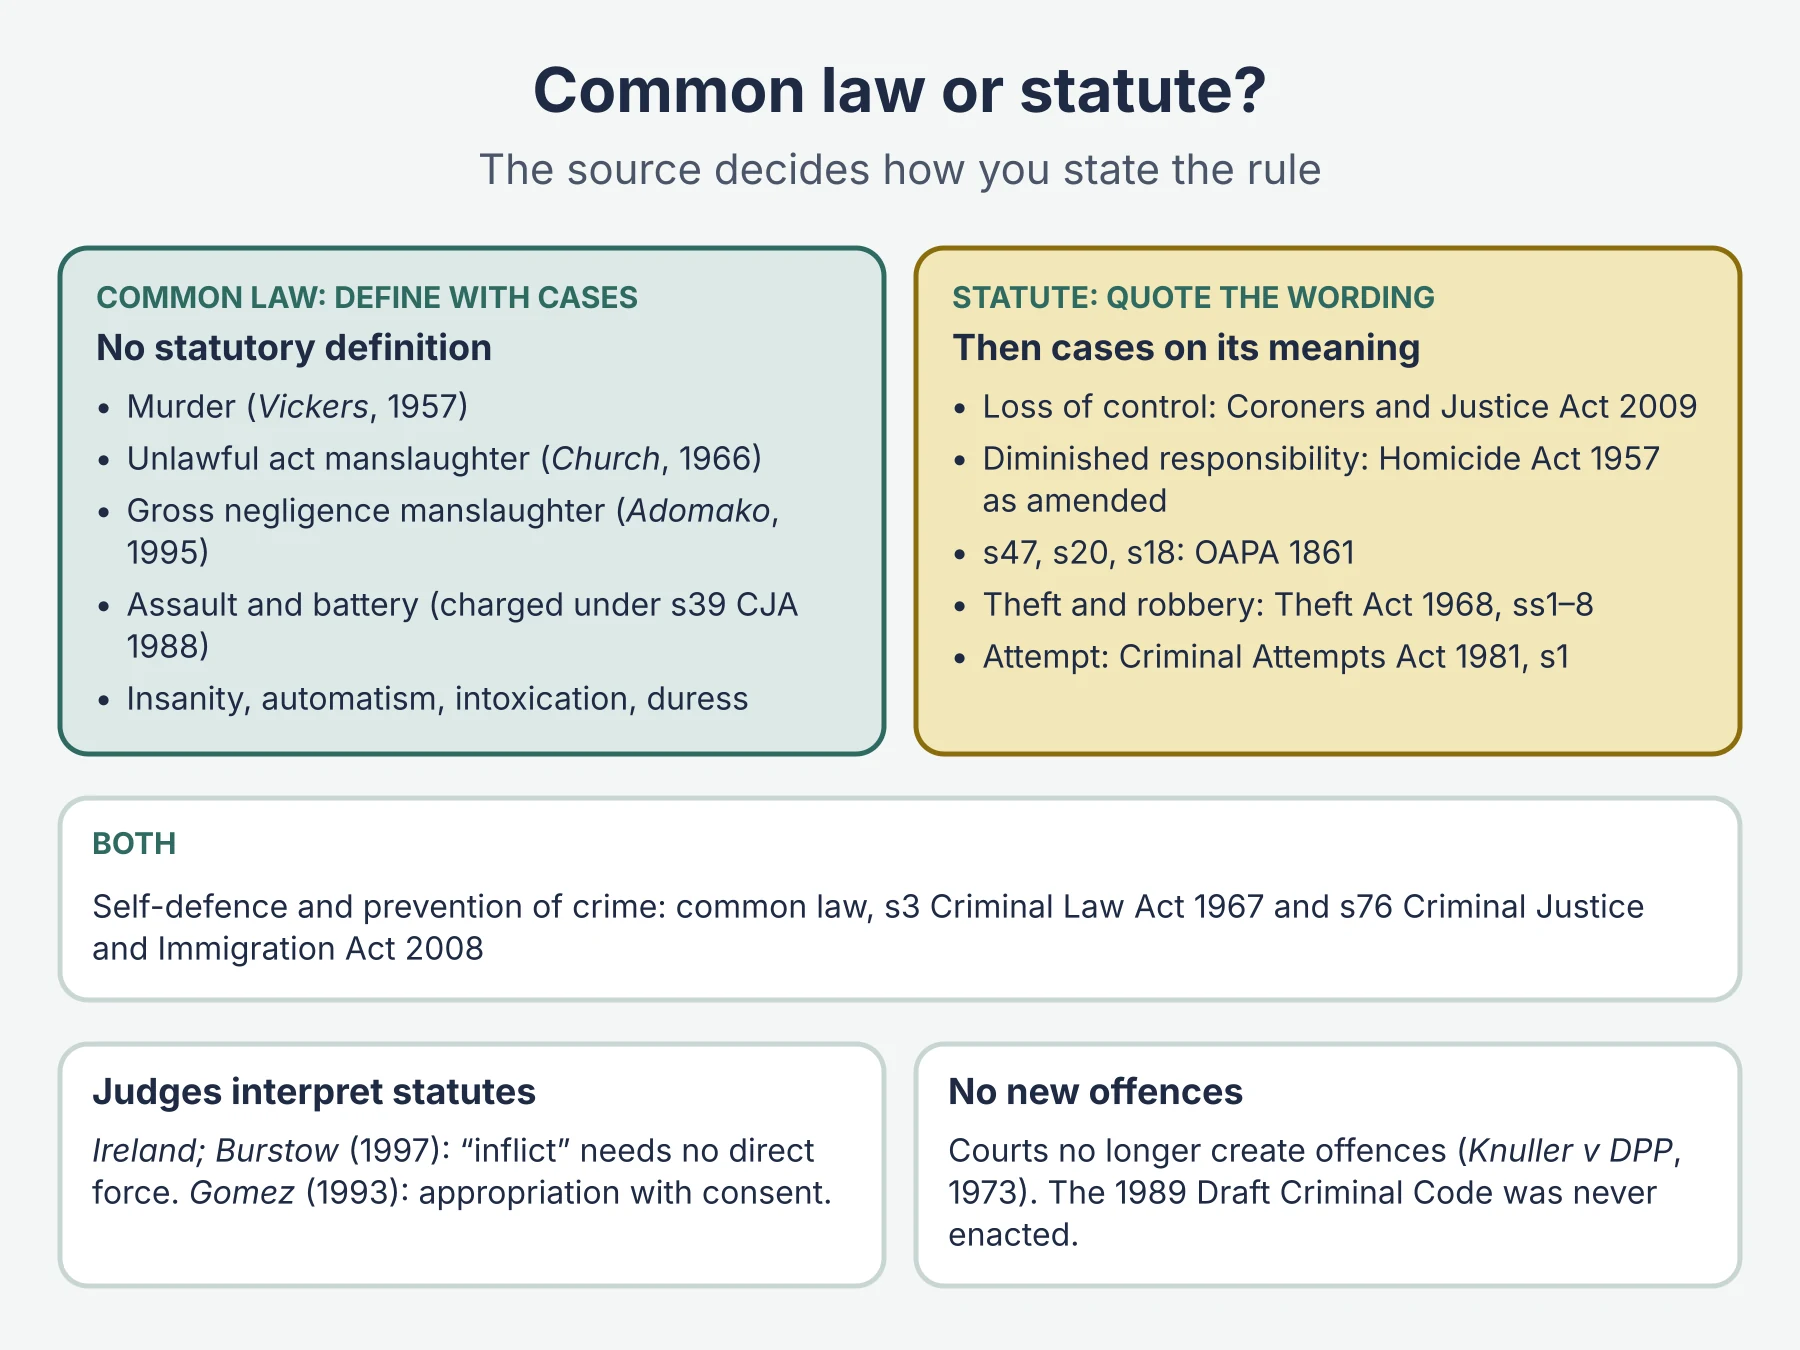 Common law or statute?
The source decides how you state the rule
COMMON LAW: DEFINE WITH CASES
No statutory definition
• Murder (Vickers, 1957)
• Unlawful act manslaughter (Church, 1966)
• Gross negligence manslaughter (Adomako,
1995)
• Assault and battery (charged under s39 CJA
1988)
• Insanity, automatism, intoxication, duress
STATUTE: QUOTE THE WORDING
Then cases on its meaning
• Loss of control: Coroners and Justice Act 2009
• Diminished responsibility: Homicide Act 1957
as amended
• s47, s20, s18: OAPA 1861
• Theft and robbery: Theft Act 1968, ss1–8
• Attempt: Criminal Attempts Act 1981, s1
BOTH
Self-defence and prevention of crime: common law, s3 Criminal Law Act 1967 and s76 Criminal Justice
and Immigration Act 2008
Judges interpret statutes
Ireland; Burstow (1997): “inflict” needs no direct
force. Gomez (1993): appropriation with consent.
No new offences
Courts no longer create offences (Knuller v DPP,
1973). The 1989 Draft Criminal Code was never
enacted.